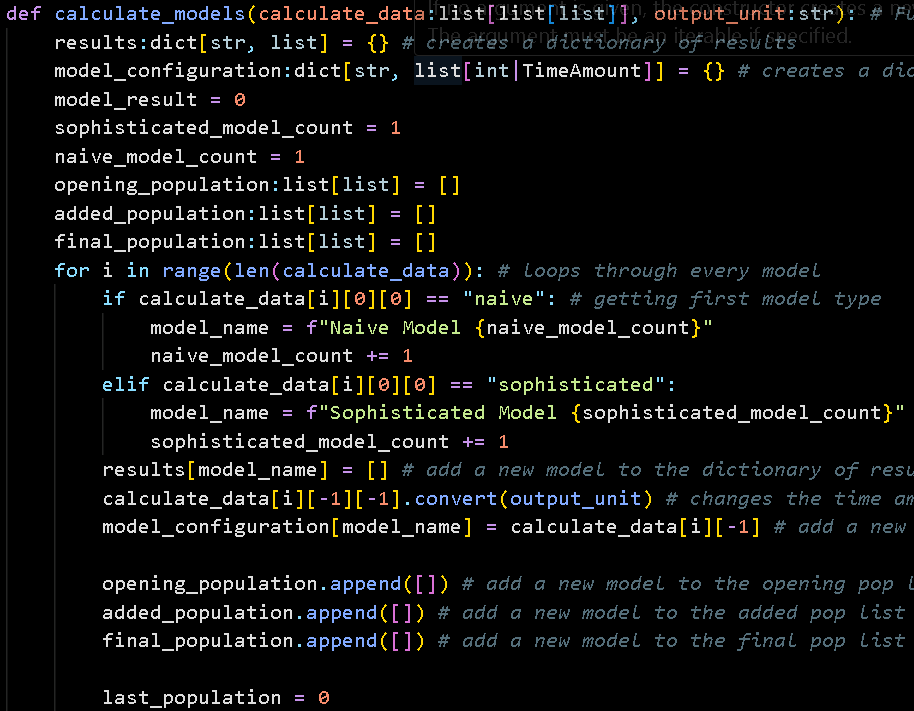 def calculate_models(calculate_data:list[list[list]], output_unit:str): # Fu
If no argument is given, the constructor creates a new
results:dict[str, list] = {} # creates a dictionary of results
The argument must be an iterable if specified.
model_configuration:dict[str, list[int|TimeAmount]] = {} # creates a dic
model_result = 0
sophisticated_model_count = 1
naive_model_count = 1
opening_population:list[list] = []
added_population:list[list] = []
final_population:list[list] = []
for i in range(len(calculate_data)): # loops through every model
if calculate_data[i][0][0] == "naive": # getting first model type
model_name = f"Naive Model {naive_model_count}"
naive_model_count += 1
elif calculate_data[i][0][0] == "sophisticated":
model_name = f"Sophisticated Model {sophisticated_model_count}"
sophisticated_model_count += 1
results[model_name] = [] # add a new model to the dictionary of resu
calculate_data[i][-1][-1].convert(output_unit) # changes the time am
model_configuration[model_name] = calculate_data[i][-1] # add a new
opening_population.append([]) # add a new model to the opening pop l
added_population.append([]) # add a new model to the added pop list
final_population.append([]) # add a new model to the final pop list
last_population = 0